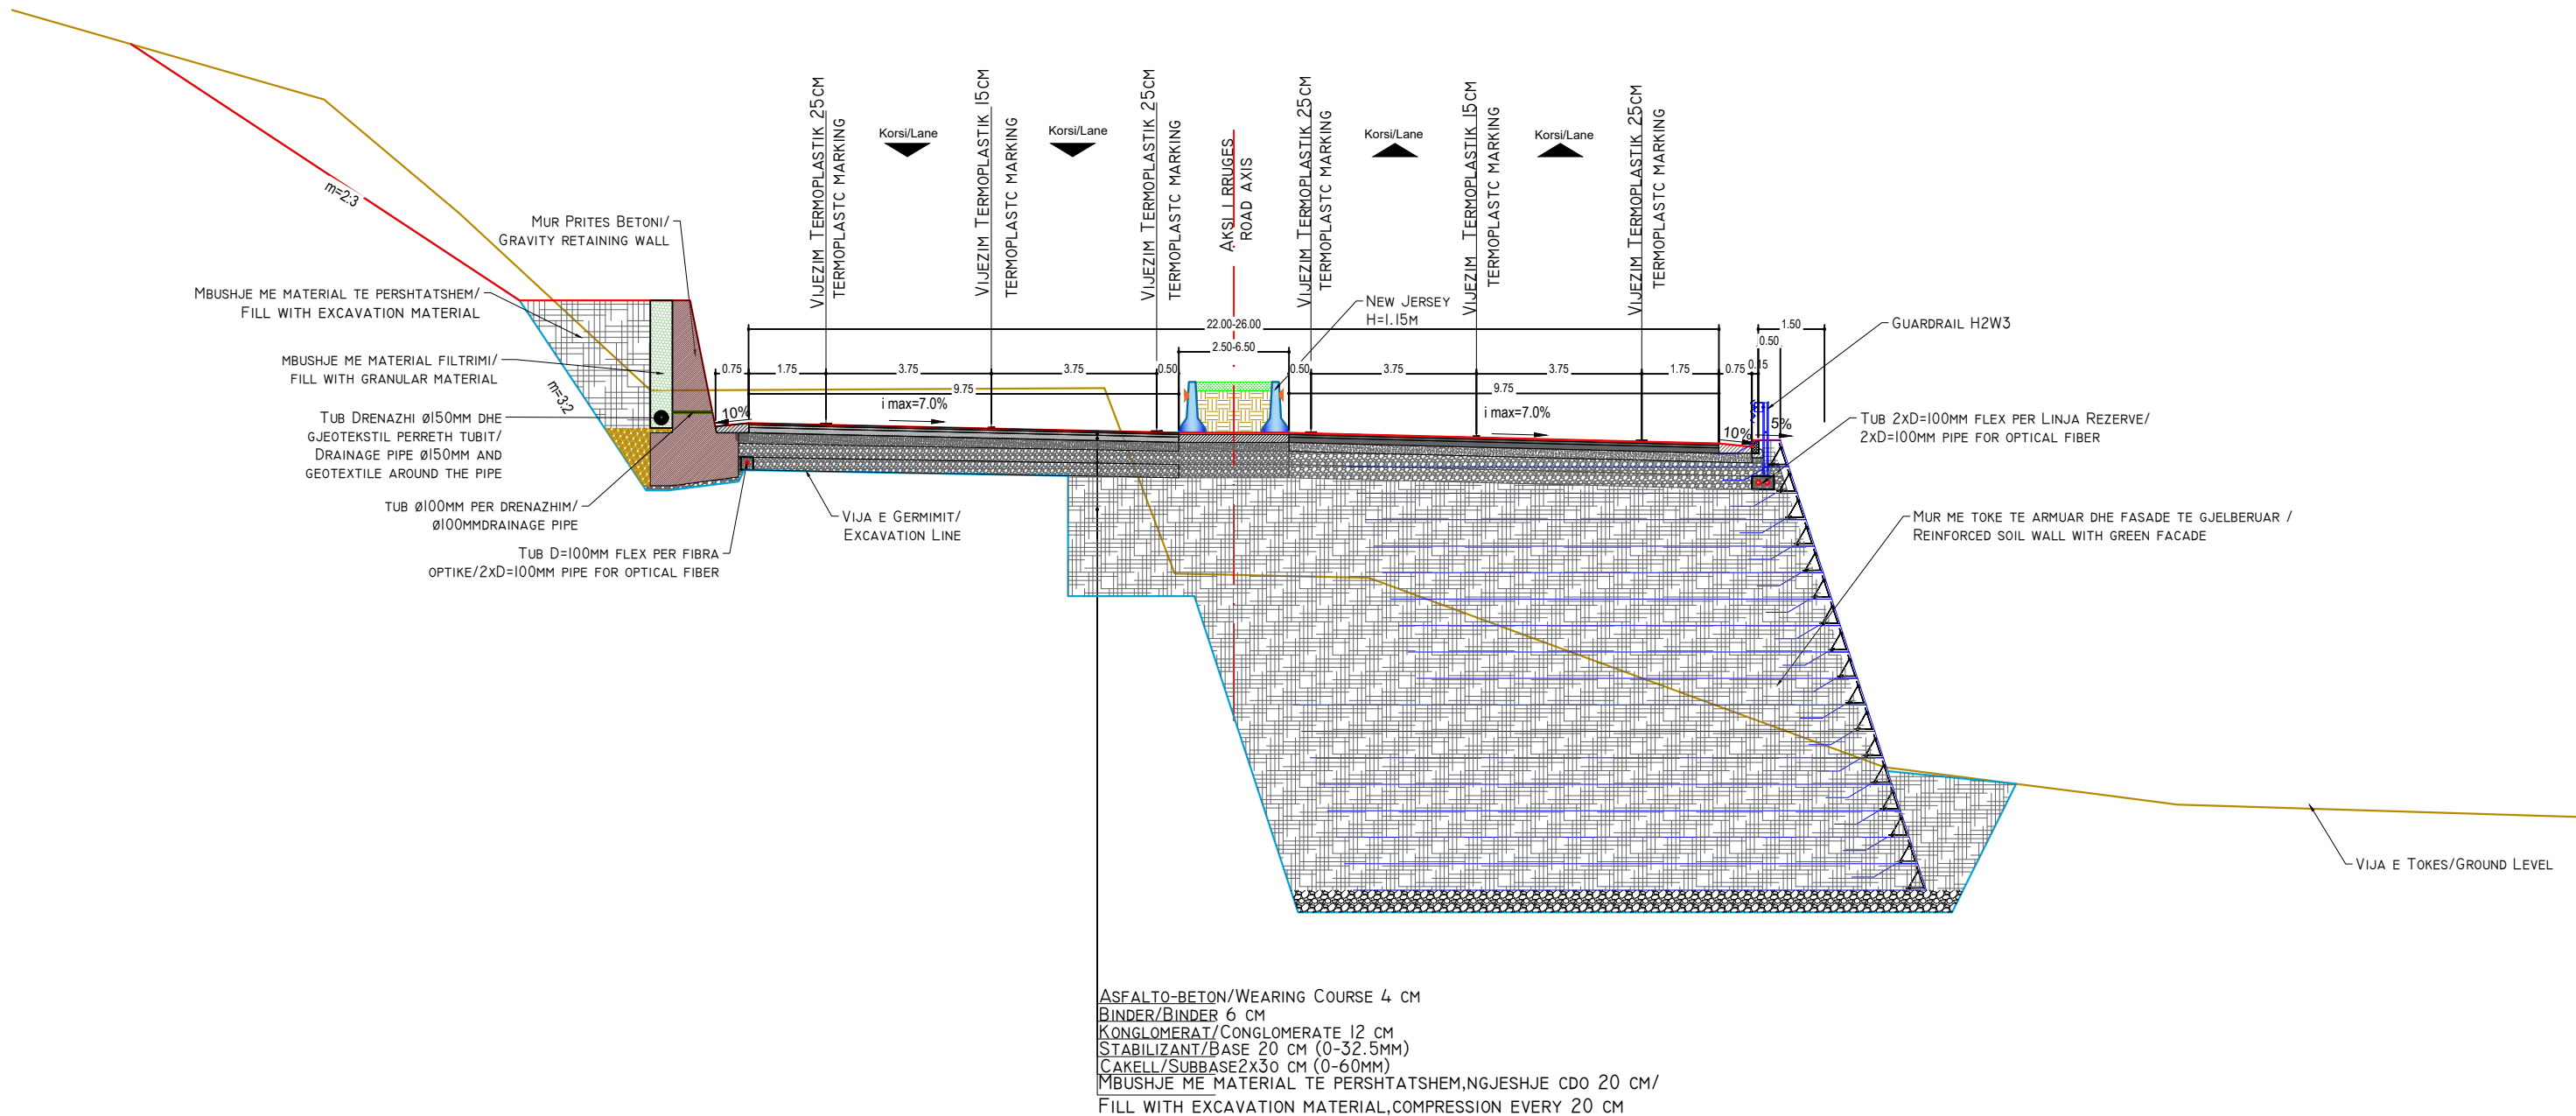 VIJEZIM TERMOPLASTIK 25CM
TERMOPLASTC MARKING
Korsi/Lane
VIJEZIM TERMOPLASTIK 15CM
TERMOPLASTC MARKING
Korsi/Lane
VIJEZIM TERMOPLASTIK 25CM
TERMOPLASTC MARKING
AKSI I RRUGES
ROAD AXIS
VIJEZIM TERMOPLASTIK 25CM
TERMOPLASTC MARKING
Korsi/Lane
VIJEZIM TERMOPLASTIK 15CM
TERMOPLASTC MARKING
Korsi/Lane
VIJEZIM TERMOPLASTIK 25CM
TERMOPLASTC MARKING
m=2:3
MUR PRITES BETONI/
GRAVITY RETAINING WALL
MBUSHJE ME MATERIAL TE PERSHTATSHEM/
FILL WITH EXCAVATION MATERIAL
MBUSHJE ME MATERIAL FILTRIMI/
FILL WITH GRANULAR MATERIAL
m=3:2
TUB DRENAZHI Ø150MM DHE
GJEOTEKSTIL PERRETH TUBIT/
DRAINAGE PIPE Ø150MM AND
GEOTEXTILE AROUND THE PIPE
TUB Ø100MM PER DRENAZHIM/
Ø100MMDRAINAGE PIPE
TUB D=100MM FLEX PER FIBRA
OPTIKE/2XD=100MM PIPE FOR OPTICAL FIBER
VIJA E GERMIMIT/
EXCAVATION LINE
NEW JERSEY
H=1.15M
22.00-26.00
2.50-6.50
0.75
1.75
3.75
3.75
0.50
0.50
3.75
3.75
1.75
0.75
0.15
0.50
1.50
9.75
9.75
10%
i max=7.0%
i max=7.0%
10%
5%
GUARDRAIL H2W3
TUB 2XD=100MM FLEX PER LINJA REZERVE/
2XD=100MM PIPE FOR OPTICAL FIBER
MUR ME TOKE TE ARMUAR DHE FASADE TE GJELBERUAR /
REINFORCED SOIL WALL WITH GREEN FACADE
VIJA E TOKES/GROUND LEVEL
ASFALTO-BETON/WEARING COURSE 4 CM
BINDER/BINDER 6 CM
KONGLOMERAT/CONGLOMERATE 12 CM
STABILIZANT/BASE 20 CM (0-32.5MM)
CAKELL/SUBBASE2X30 CM (0-60MM)
MBUSHJE ME MATERIAL TE PERSHTATSHEM,NGJESHJE CDO 20 CM/
FILL WITH EXCAVATION MATERIAL,COMPRESSION EVERY 20 CM